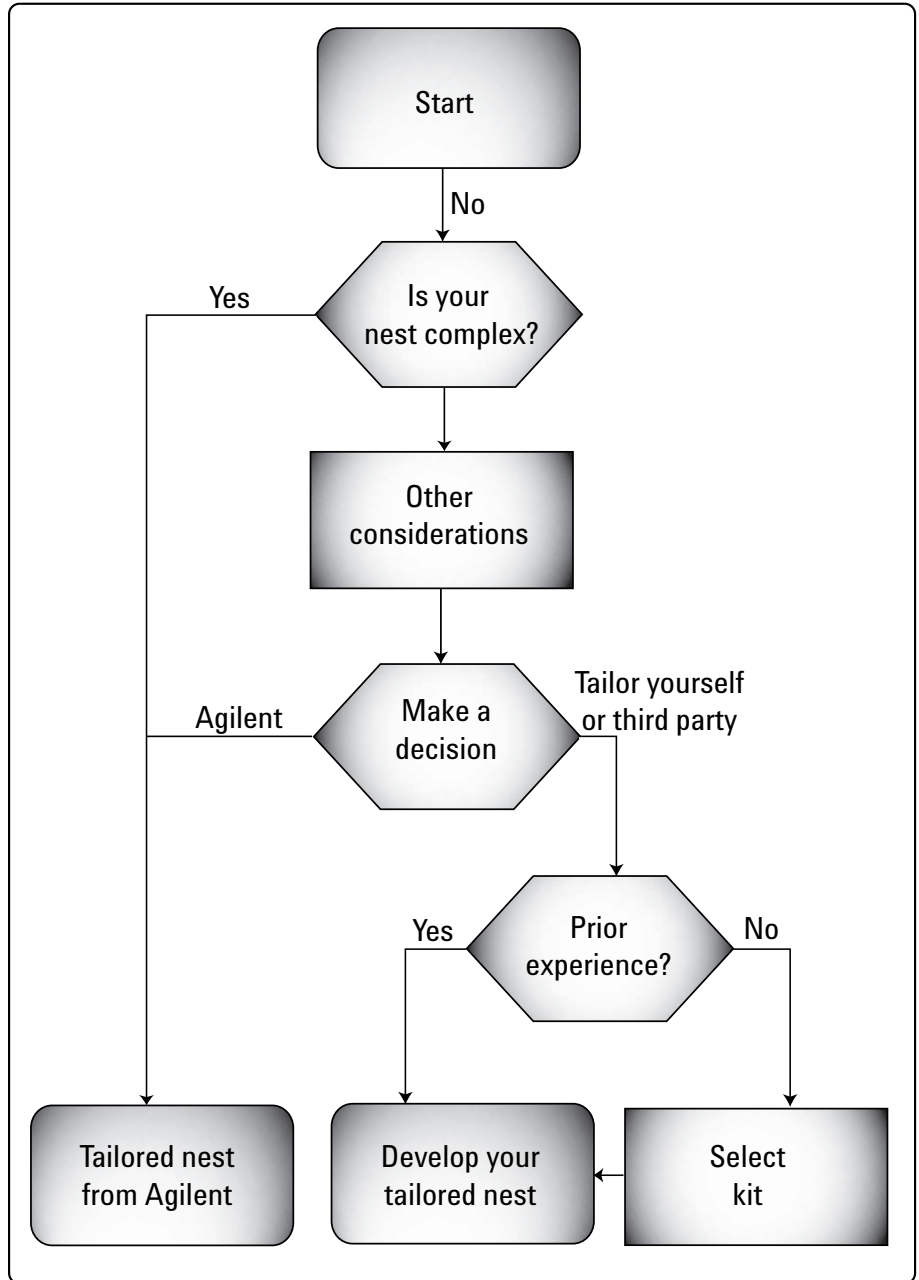 Start
No
Is your
nest complex?
Yes
Other
considerations
Make a
decision
Agilent
Tailor yourself
or third party
Prior
experience?
Yes
No
Tailored nest
from Agilent
Develop your
tailored nest
Select
kit